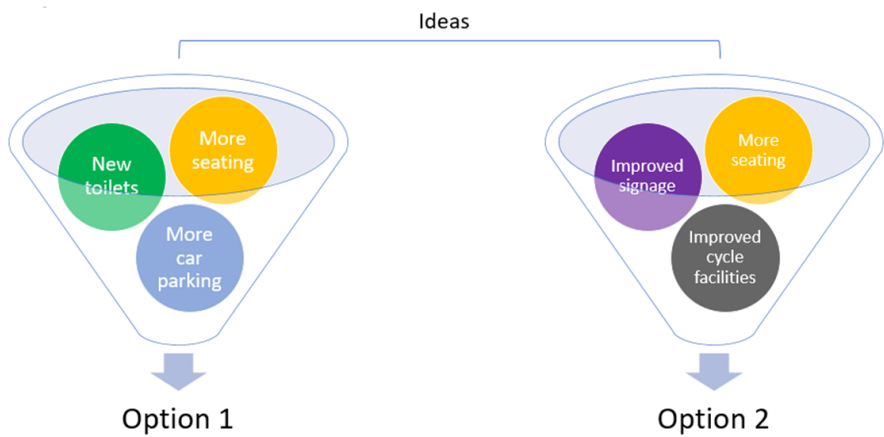 Ideas
New
toilets
More
seating
More
car
parking
Option 1
Improved
signage
More
seating
Improved
cycle
facilities
Option 2